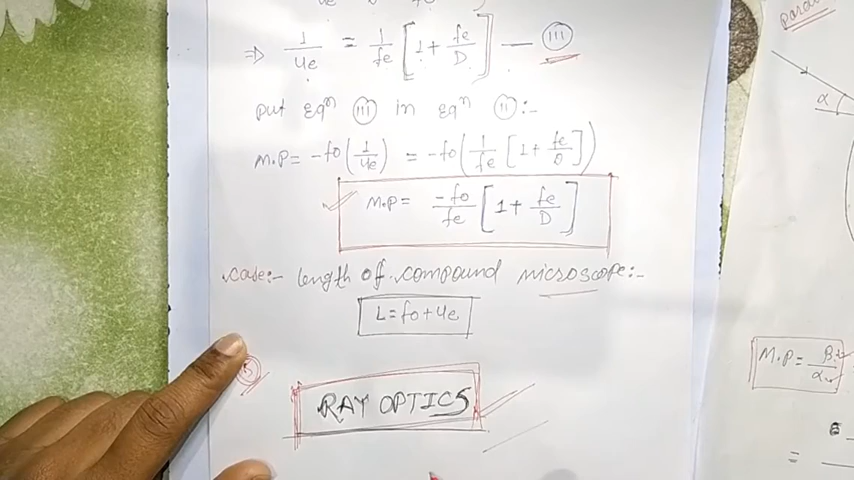 ⇒ 1/ue = 1/fe [1 + fe/D] — (III)
put eqn (III) in eqn (II):-
M.P = -fo(1/ue) = -fo(1/fe [1 + fe/D])
M.P = -fo/fe [1 + fe/D]
case:- length of compound microscope:-
L = fo + ue
RAY OPTICS
α
M.P = β/α
=